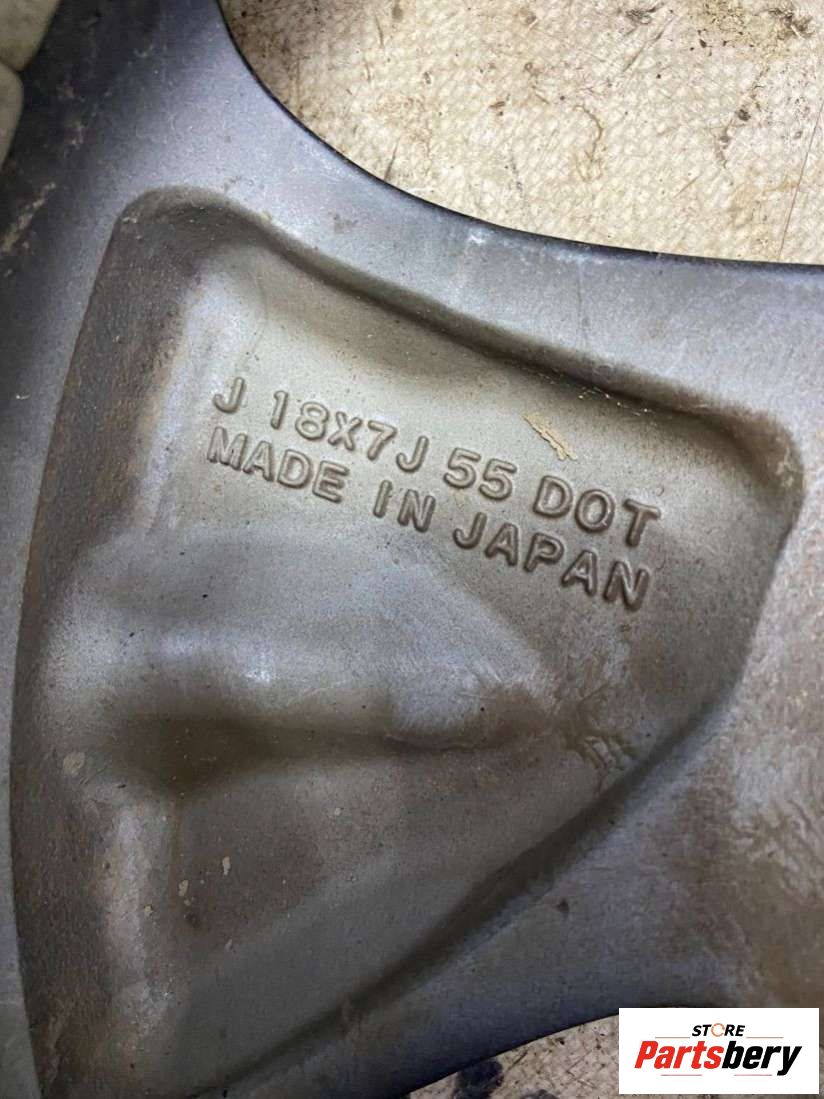 J 18X7J 55 DOT
MADE IN JAPAN
STORE
Partsbery